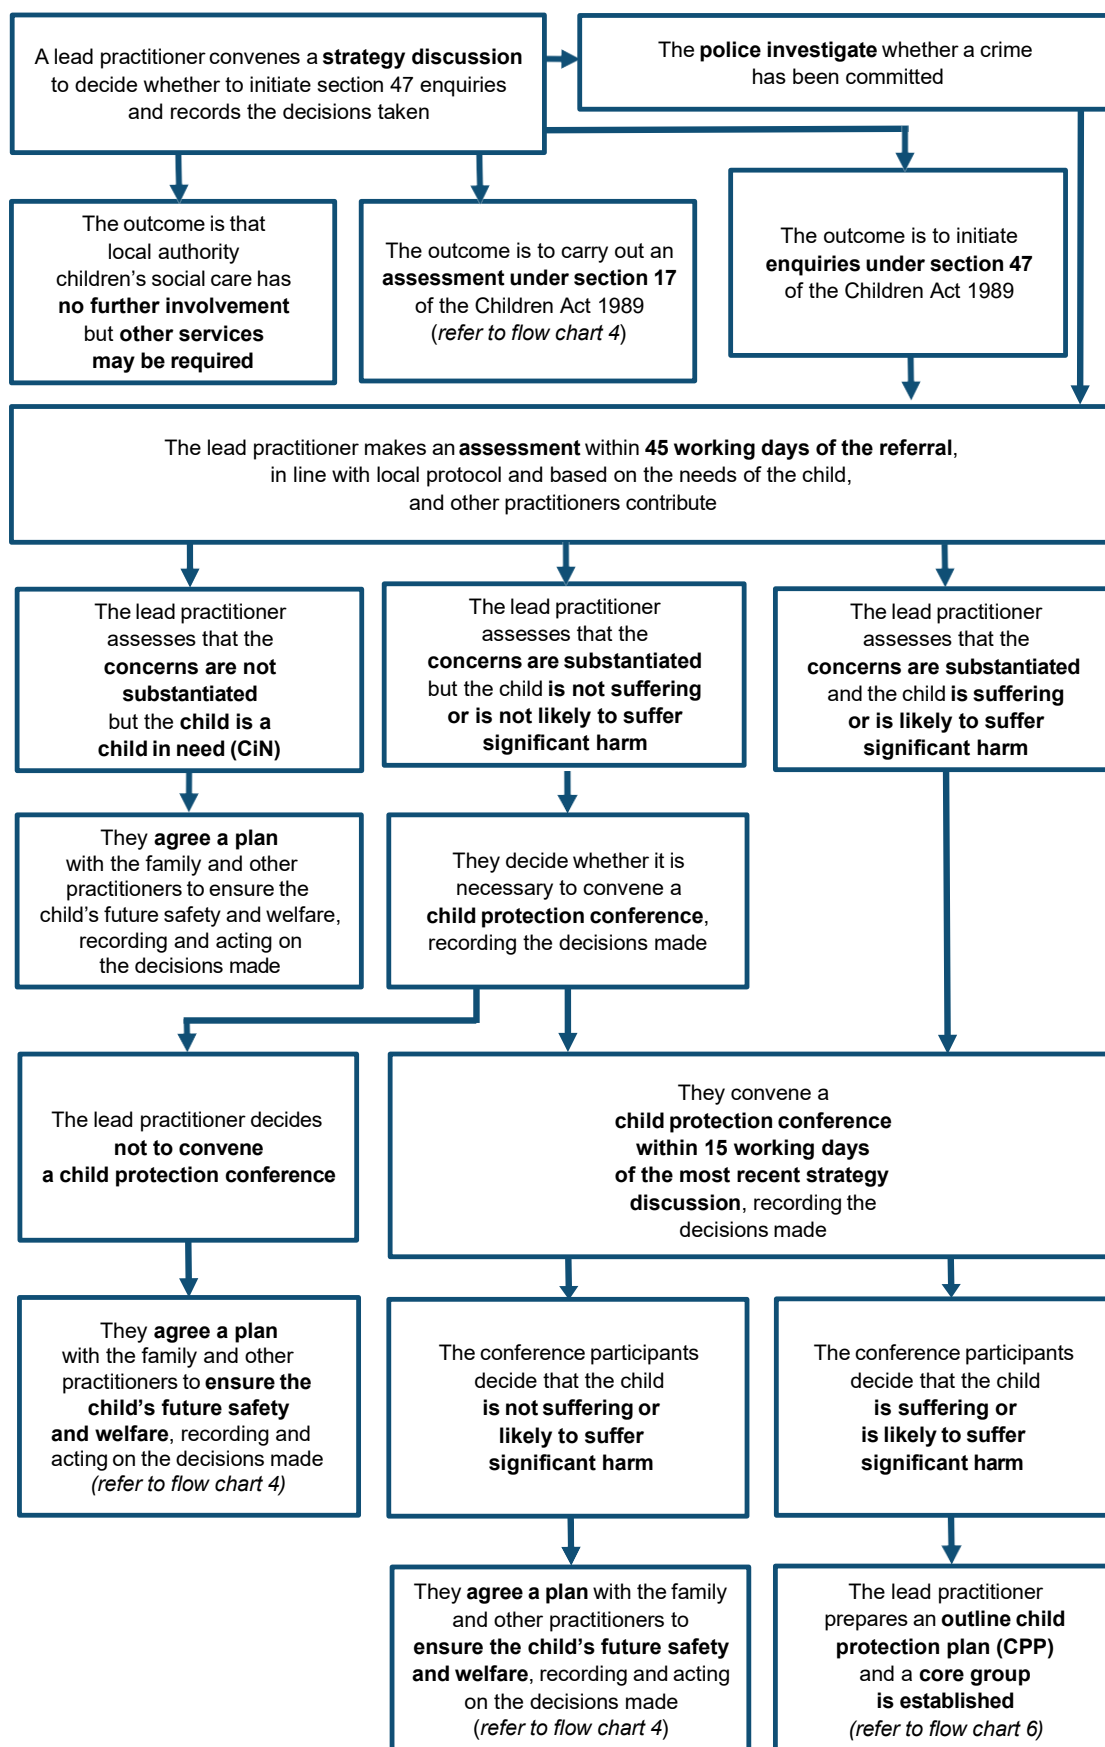 A lead practitioner convenes a strategy discussion
to decide whether to initiate section 47 enquiries
and records the decisions taken
The police investigate whether a crime
has been committed
The outcome is that
local authority
children’s social care has
no further involvement
but other services
may be required
The outcome is to carry out an
assessment under section 17
of the Children Act 1989
(refer to flow chart 4)
The outcome is to initiate
enquiries under section 47
of the Children Act 1989
The lead practitioner makes an assessment within 45 working days of the referral,
in line with local protocol and based on the needs of the child,
and other practitioners contribute
The lead practitioner
assesses that the
concerns are not
substantiated
but the child is a
child in need (CiN)
The lead practitioner
assesses that the
concerns are substantiated
but the child is not suffering
or is not likely to suffer
significant harm
The lead practitioner
assesses that the
concerns are substantiated
and the child is suffering
or is likely to suffer
significant harm
They agree a plan
with the family and other
practitioners to ensure the
child’s future safety and welfare,
recording and acting on
the decisions made
They decide whether it is
necessary to convene a
child protection conference,
recording the decisions made
The lead practitioner decides
not to convene
a child protection conference
They convene a
child protection conference
within 15 working days
of the most recent strategy
discussion, recording the
decisions made
They agree a plan
with the family and other
practitioners to ensure the
child’s future safety
and welfare, recording and
acting on the decisions made
(refer to flow chart 4)
The conference participants
decide that the child
is not suffering or
likely to suffer
significant harm
The conference participants
decide that the child
is suffering or
is likely to suffer
significant harm
They agree a plan with the family
and other practitioners to
ensure the child’s future safety
and welfare, recording and acting
on the decisions made
(refer to flow chart 4)
The lead practitioner
prepares an outline child
protection plan (CPP)
and a core group
is established
(refer to flow chart 6)